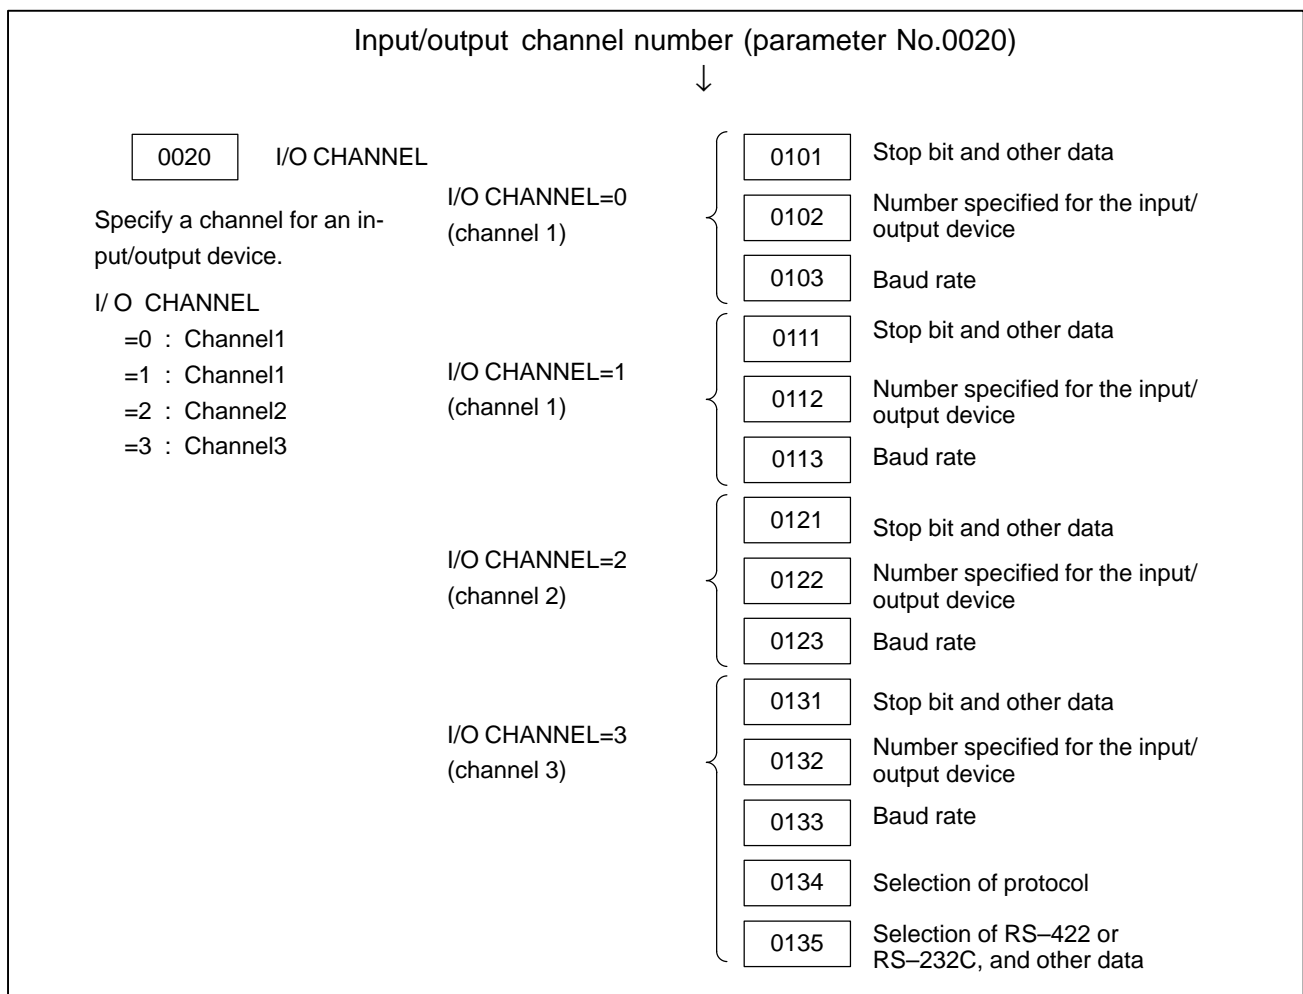 Input/output channel number (parameter No.0020)
↓
0020 I/O CHANNEL
Specify a channel for an in-
put/output device.
I/ O CHANNEL
=0 : Channel1
=1 : Channel1
=2 : Channel2
=3 : Channel3
I/O CHANNEL=0
(channel 1)
0101 Stop bit and other data
0102 Number specified for the input/
output device
0103 Baud rate
I/O CHANNEL=1
(channel 1)
0111 Stop bit and other data
0112 Number specified for the input/
output device
0113 Baud rate
I/O CHANNEL=2
(channel 2)
0121 Stop bit and other data
0122 Number specified for the input/
output device
0123 Baud rate
I/O CHANNEL=3
(channel 3)
0131 Stop bit and other data
0132 Number specified for the input/
output device
0133 Baud rate
0134 Selection of protocol
0135 Selection of RS–422 or
RS–232C, and other data